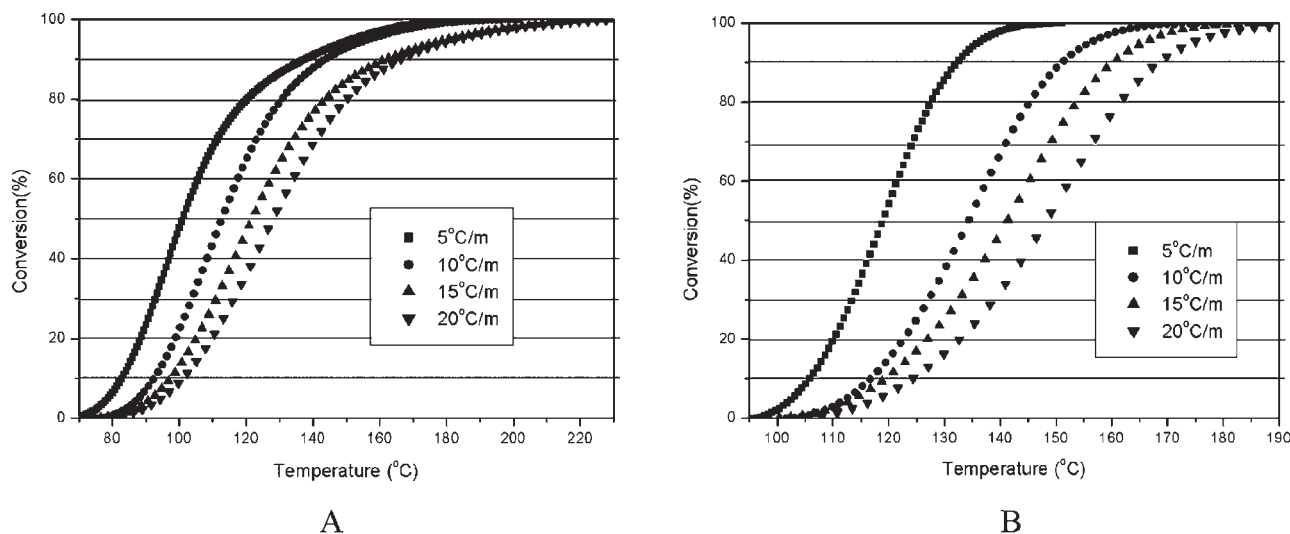 100
80
60
40
20
0
Conversion(%)
5°C/m
10°C/m
15°C/m
20°C/m
80 100 120 140 160 180 200 220
Temperature (°C)
A
100
80
60
40
20
0
Conversion(%)
5°C/m
10°C/m
15°C/m
20°C/m
100 110 120 130 140 150 160 170 180 190
Temperature (°C)
B